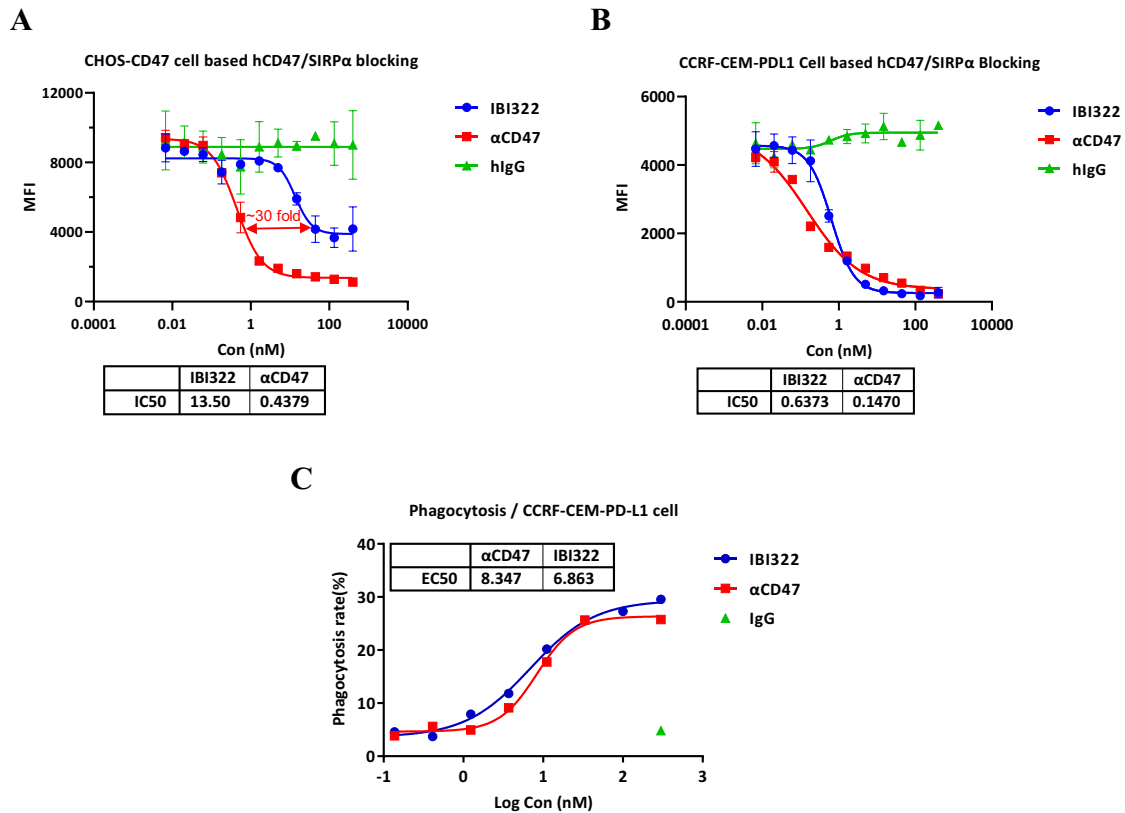 A
CHOS-CD47 cell based hCD47/SIRPα blocking
12000
8000
4000
0
MFI
0.0001
0.01
1
100
10000
Con (nM)
~30 fold
IBI322
αCD47
hIgG
IBI322 αCD47
IC50 13.50 0.4379
B
CCRF-CEM-PDL1 Cell based hCD47/SIRPα Blocking
6000
4000
2000
0
MFI
0.0001
0.01
1
100
10000
Con (nM)
IBI322
αCD47
hIgG
IBI322 αCD47
IC50 0.6373 0.1470
C
Phagocytosis / CCRF-CEM-PD-L1 cell
40
30
20
10
0
Phagocytosis rate(%)
αCD47 IBI322
EC50 8.347 6.863
-1
0
1
2
3
Log Con (nM)
IBI322
αCD47
IgG